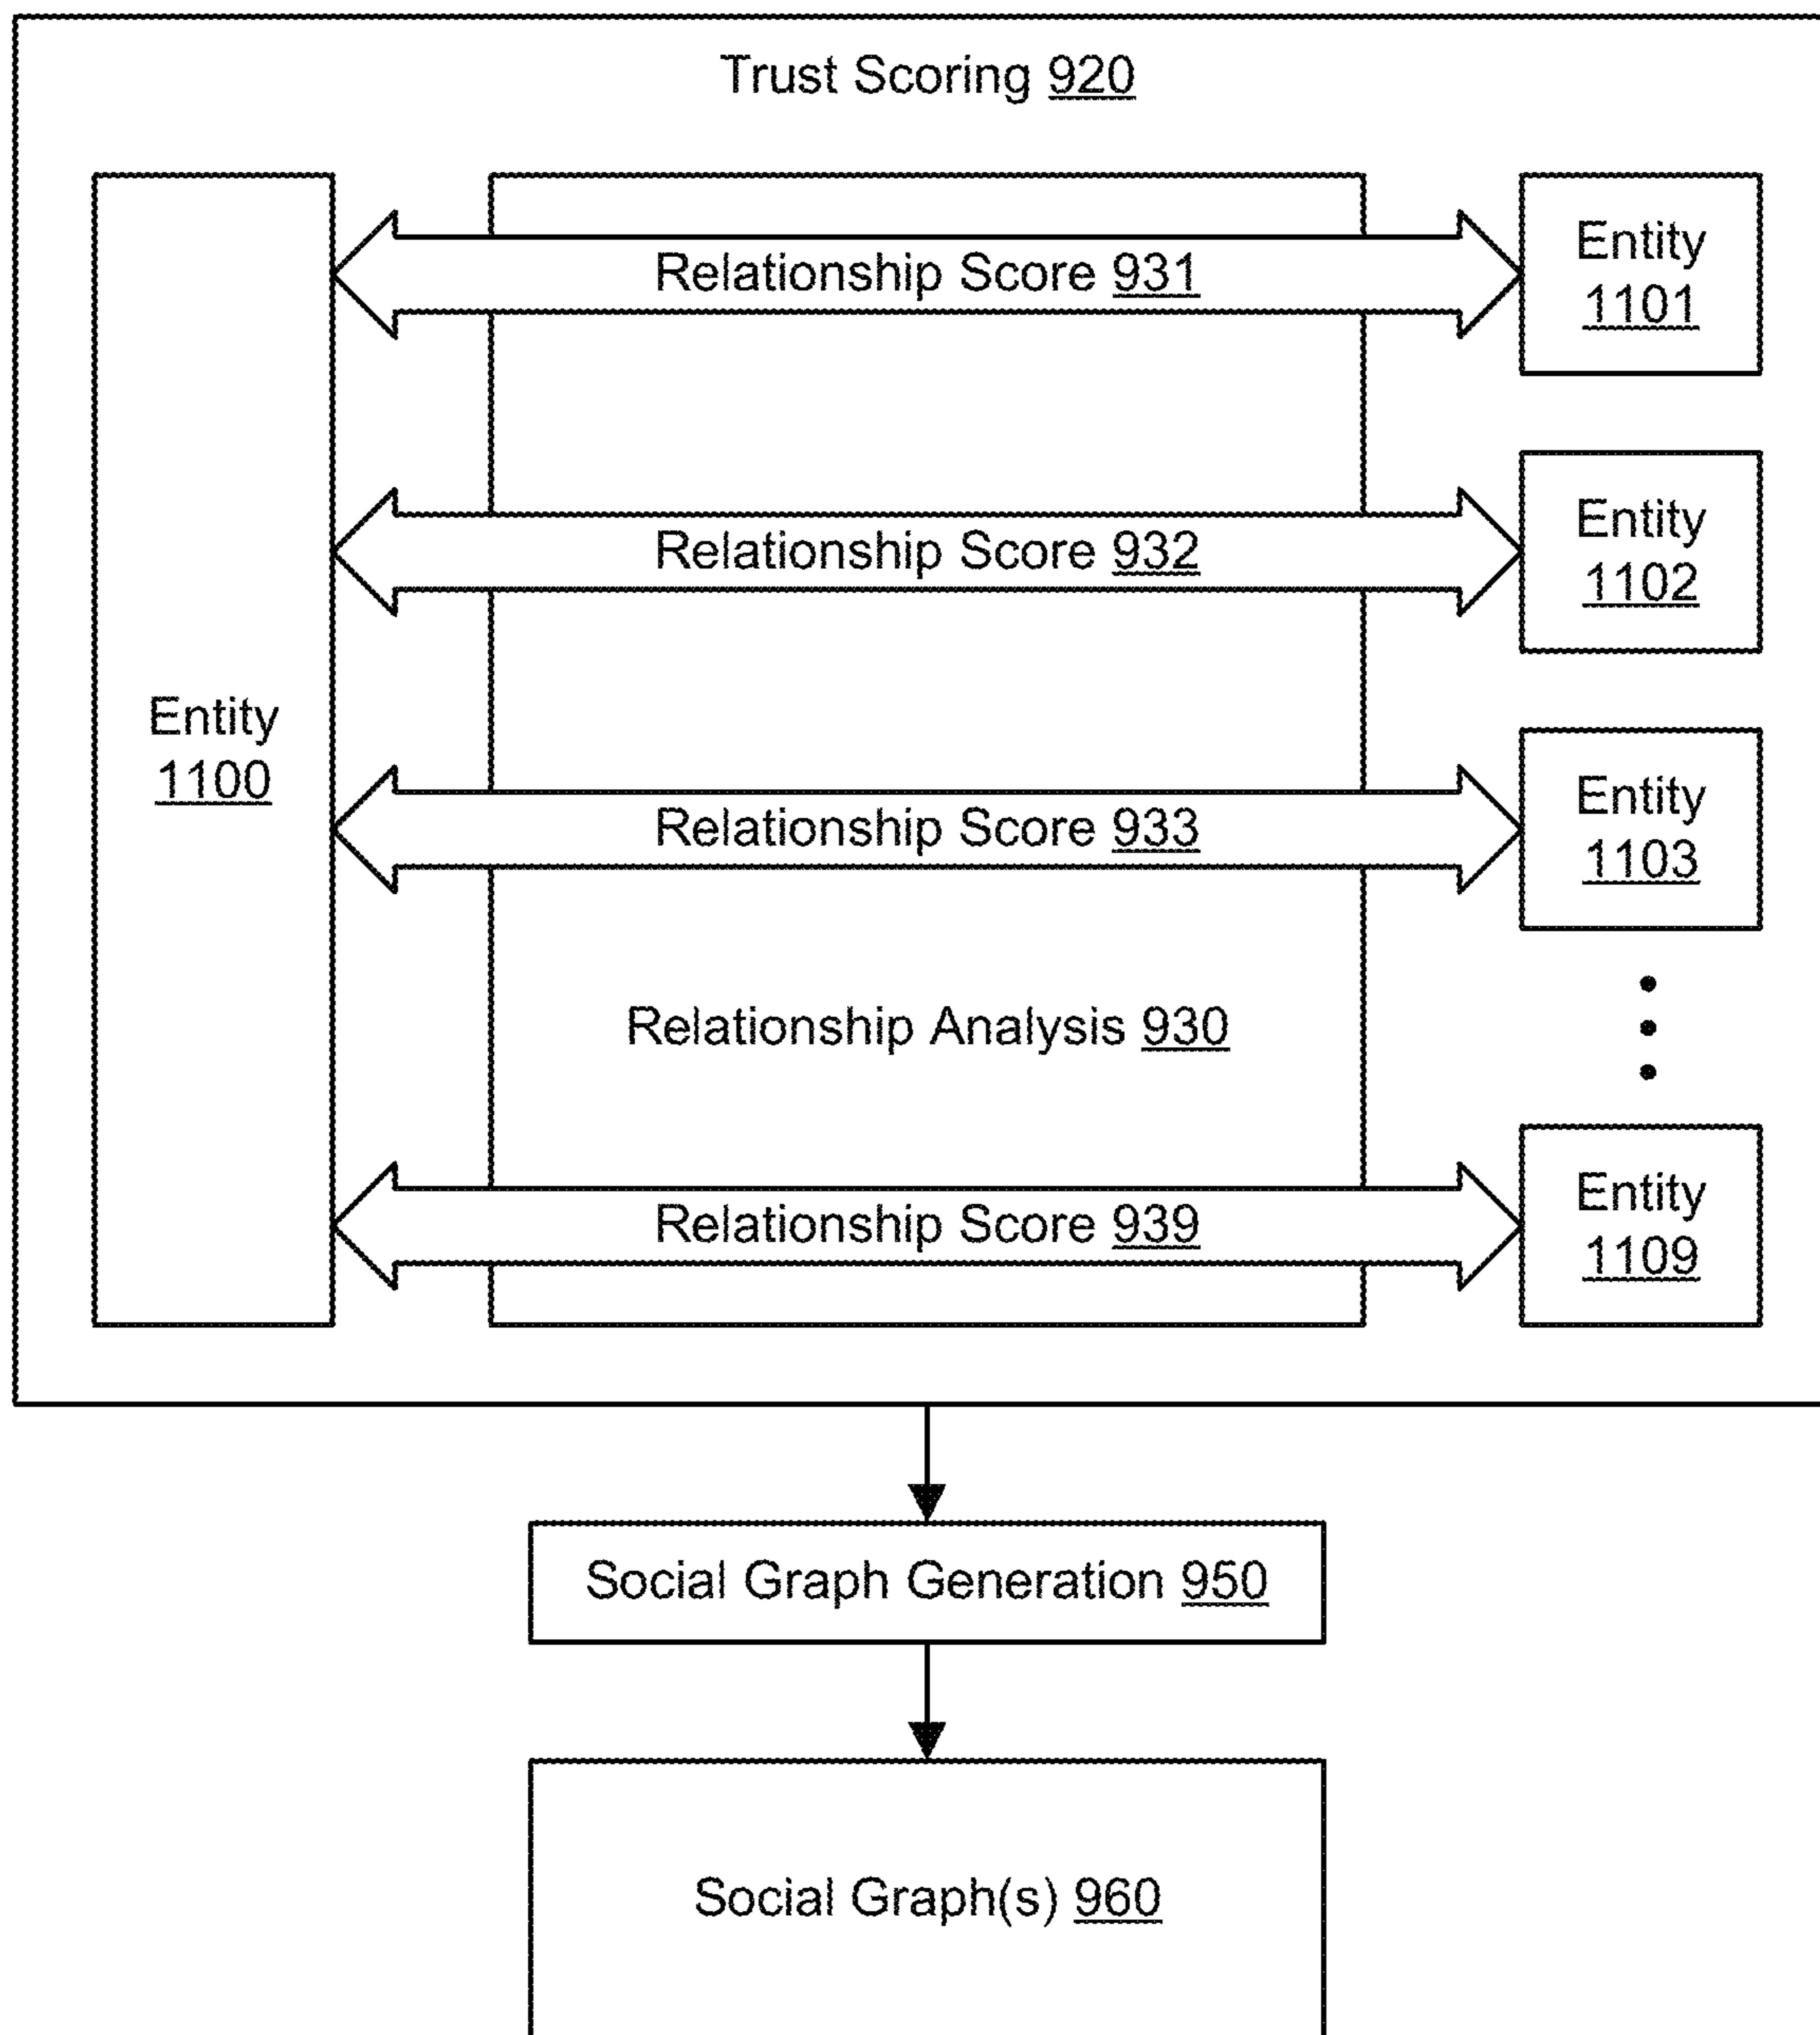 Trust Scoring 920
Relationship Score 931
Entity
1101
Relationship Score 932
Entity
1102
Entity
1100
Relationship Score 933
Entity
1103
Relationship Analysis 930
Relationship Score 939
Entity
1109
Social Graph Generation 950
Social Graph(s) 960